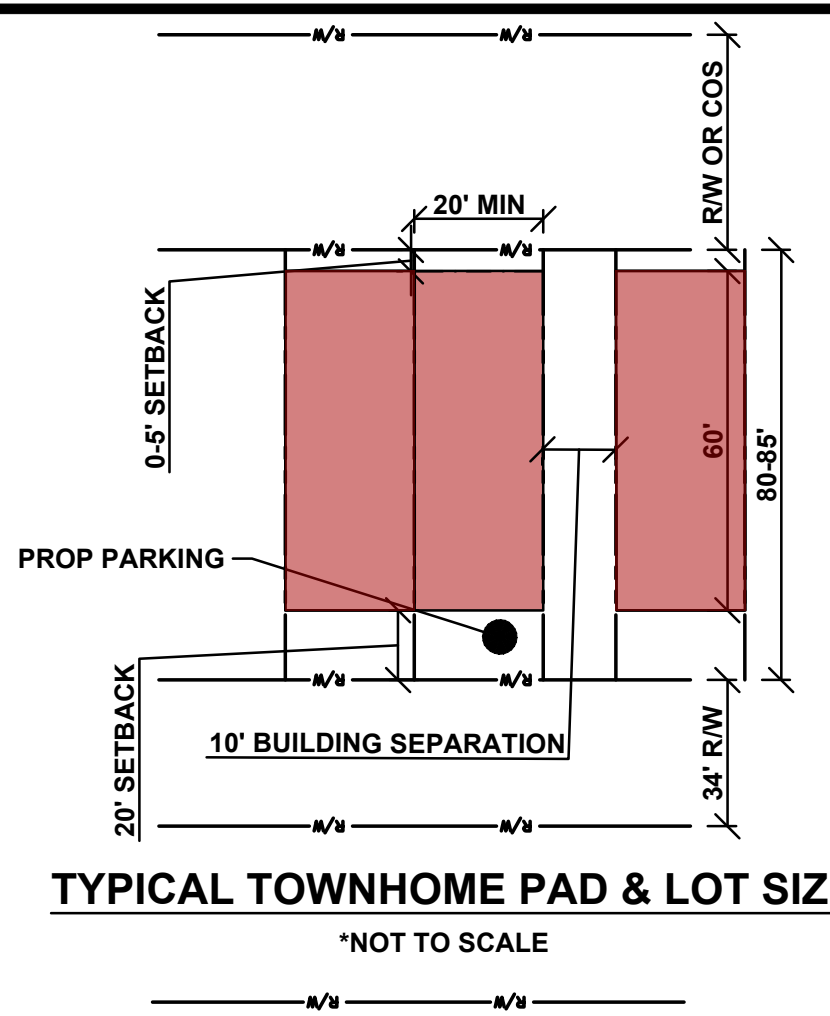 R/W R/W
R/W OR COS
20' MIN
R/W R/W
0-5' SETBACK
60'
80-85'
PROP PARKING
R/W R/W
20' SETBACK
10' BUILDING SEPARATION
34' R/W
R/W R/W
TYPICAL TOWNHOME PAD & LOT SIZ
*NOT TO SCALE
R/W R/W